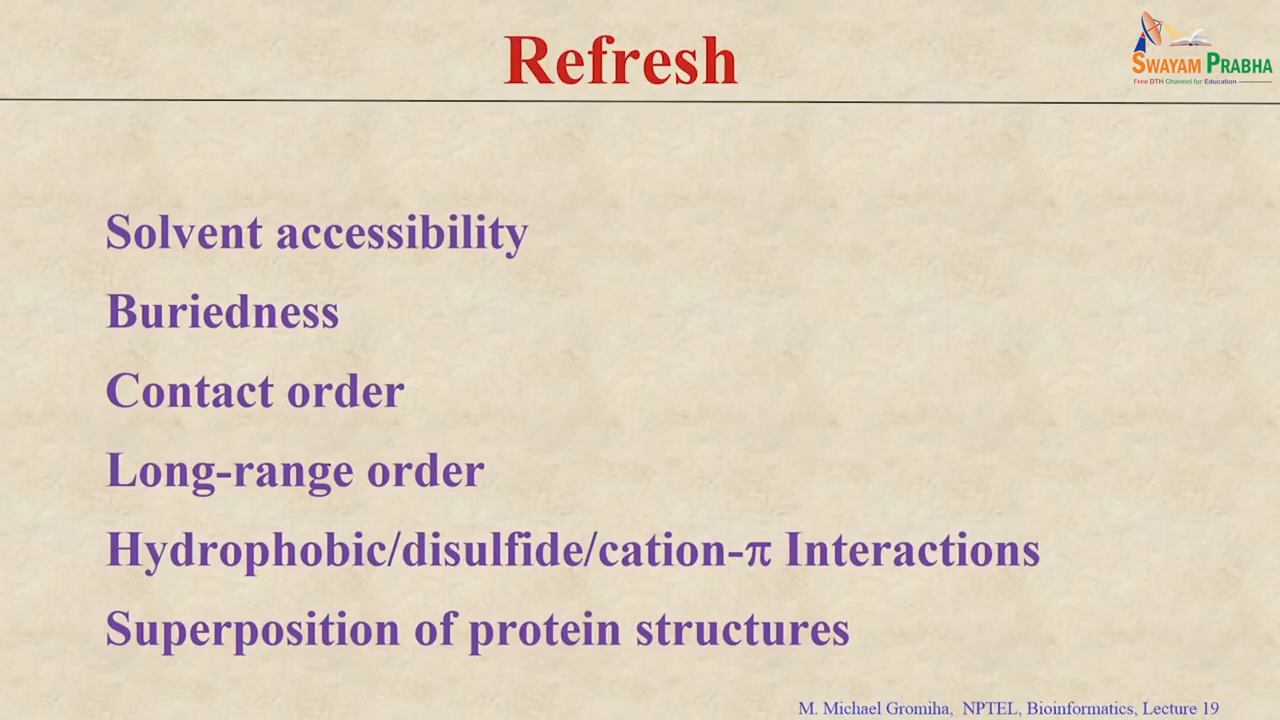 Refresh
SWAYAM PRABHA
Free DTH Channel for Education
Solvent accessibility
Buriedness
Contact order
Long-range order
Hydrophobic/disulfide/cation-π Interactions
Superposition of protein structures
M. Michael Gromiha, NPTEL, Bioinformatics, Lecture 19